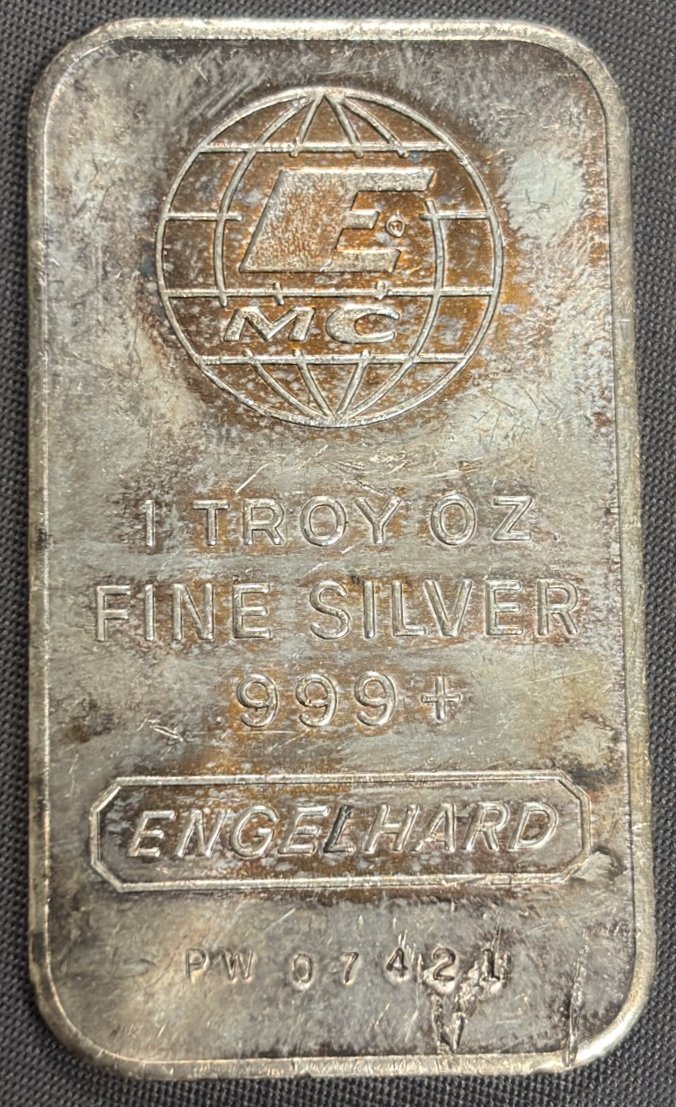 E®
MC
1 TROY OZ.
FINE SILVER
999+
ENGELHARD
PW 07421